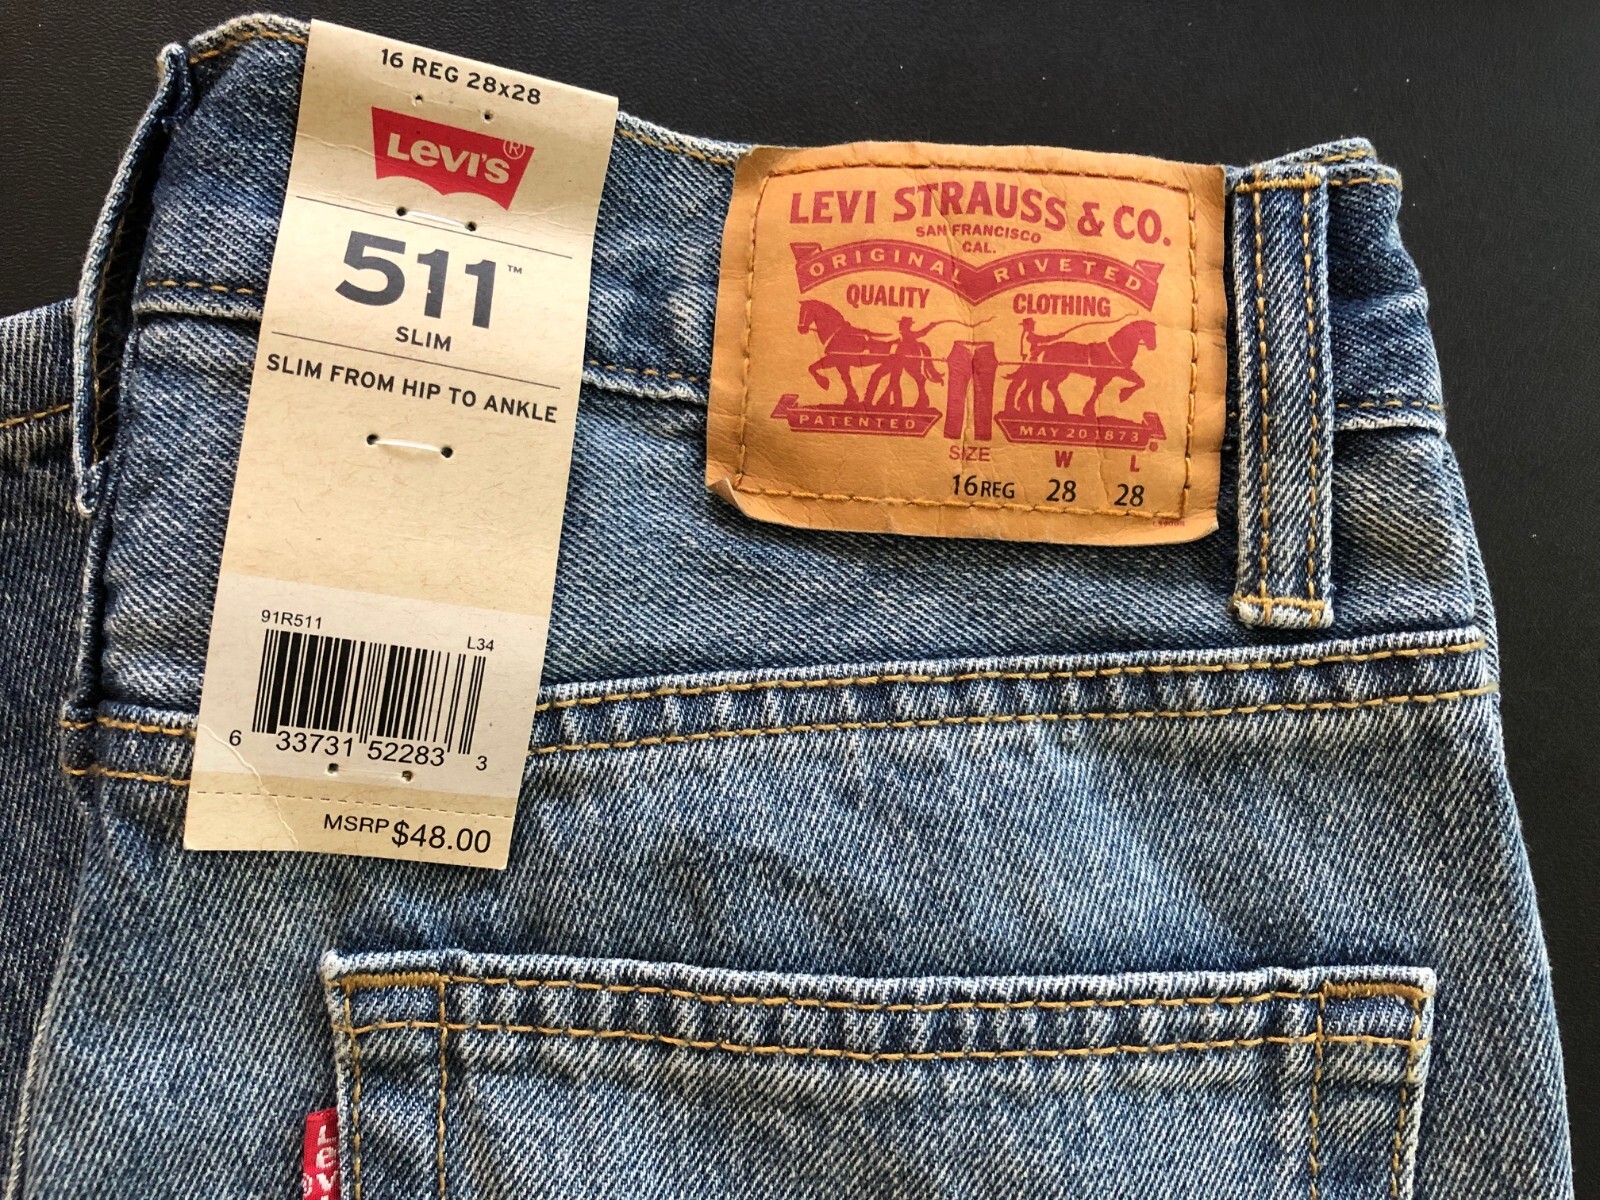 16 REG 28x28
Levi's®
511™
SLIM
SLIM FROM HIP TO ANKLE
91R511
L34
6 33731 52283 3
MSRP $48.00
LEVI STRAUSS & CO.
SAN FRANCISCO
CAL.
ORIGINAL RIVETED
QUALITY CLOTHING
PATENTED MAY 20 1873
SIZE W L
16 REG 28 28
Lev